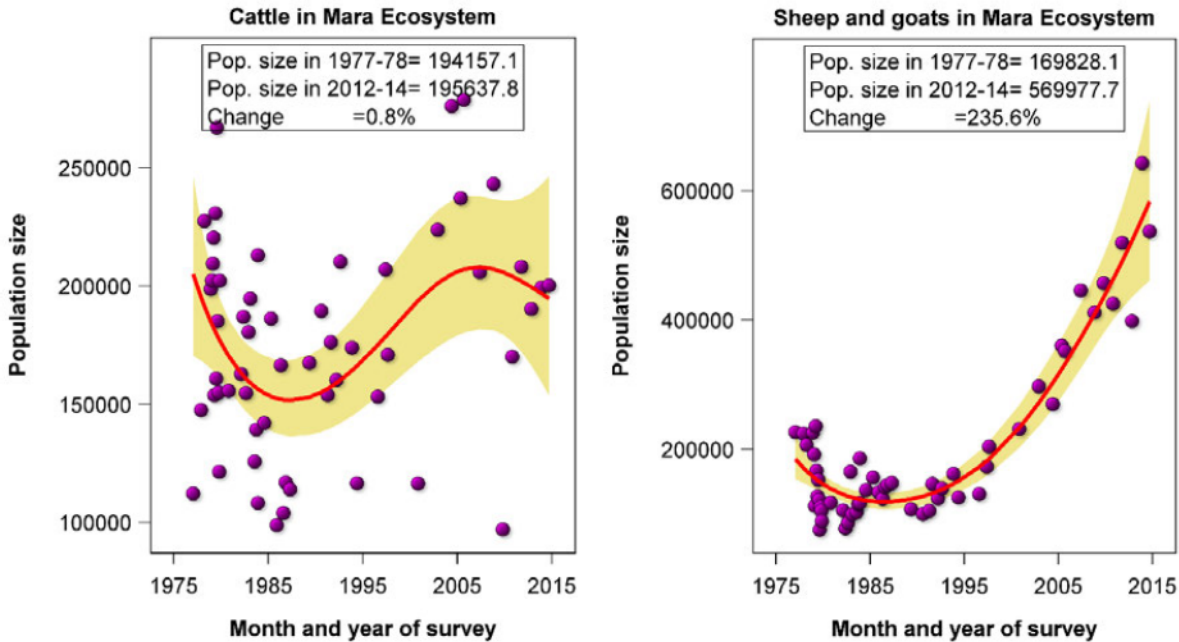 Cattle in Mara Ecosystem
Pop. size in 1977-78= 194157.1
Pop. size in 2012-14= 195637.8
Change =0.8%
250000
200000
150000
100000
Population size
1975 1985 1995 2005 2015
Month and year of survey
Sheep and goats in Mara Ecosystem
Pop. size in 1977-78= 169828.1
Pop. size in 2012-14= 569977.7
Change =235.6%
600000
400000
200000
Population size
1975 1985 1995 2005 2015
Month and year of survey